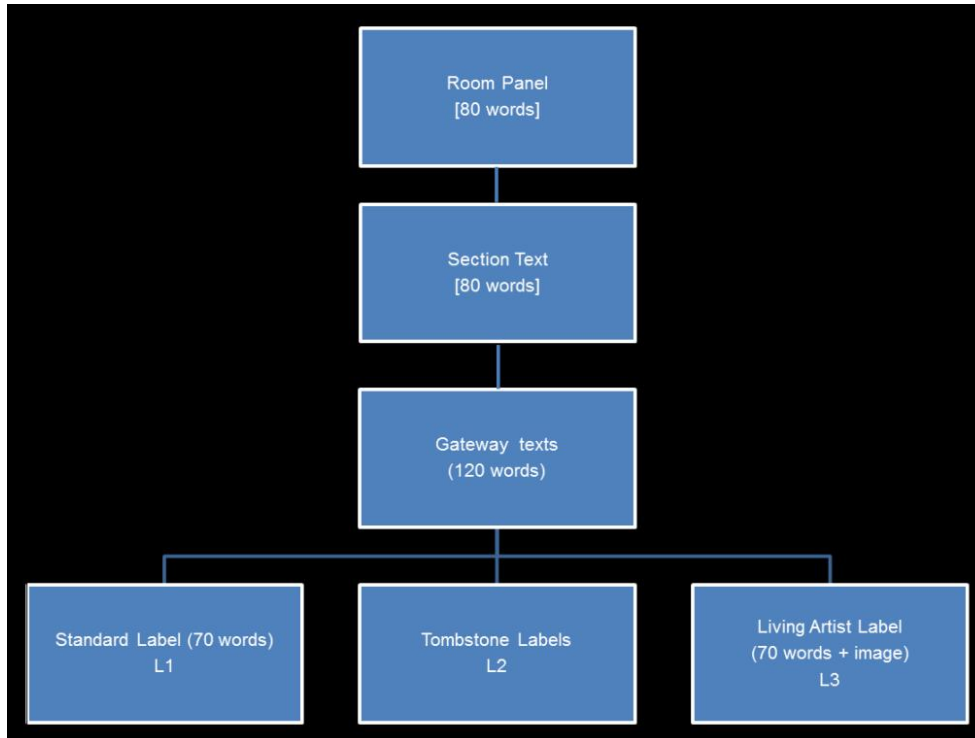 Room Panel
[80 words]
Section Text
[80 words]
Gateway texts
(120 words)
Standard Label (70 words)
L1
Tombstone Labels
L2
Living Artist Label
(70 words + image)
L3